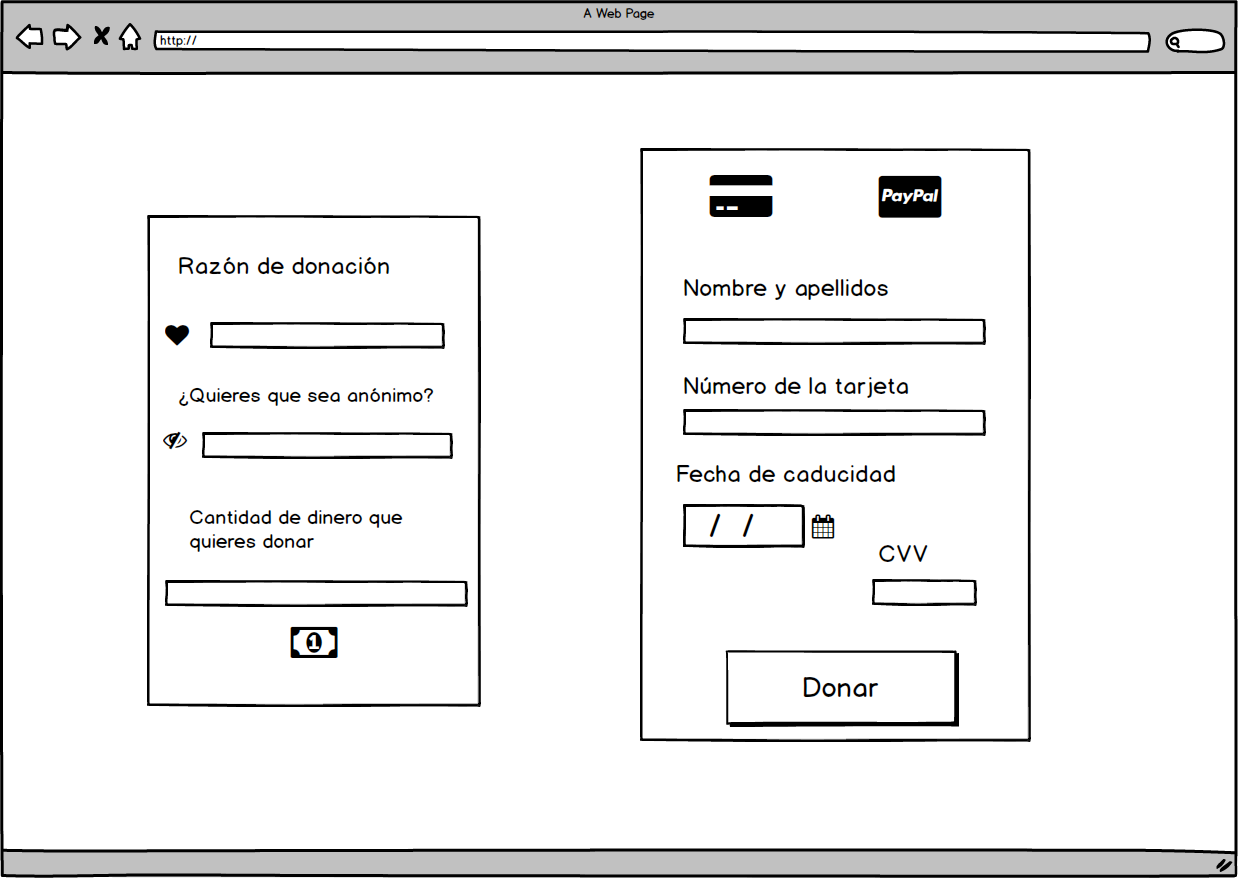 A Web Page
http://
Razón de donación
¿Quieres que sea anónimo?
Cantidad de dinero que
quieres donar
1
PayPal
Nombre y apellidos
Número de la tarjeta
Fecha de caducidad
/ /
CVV
Donar